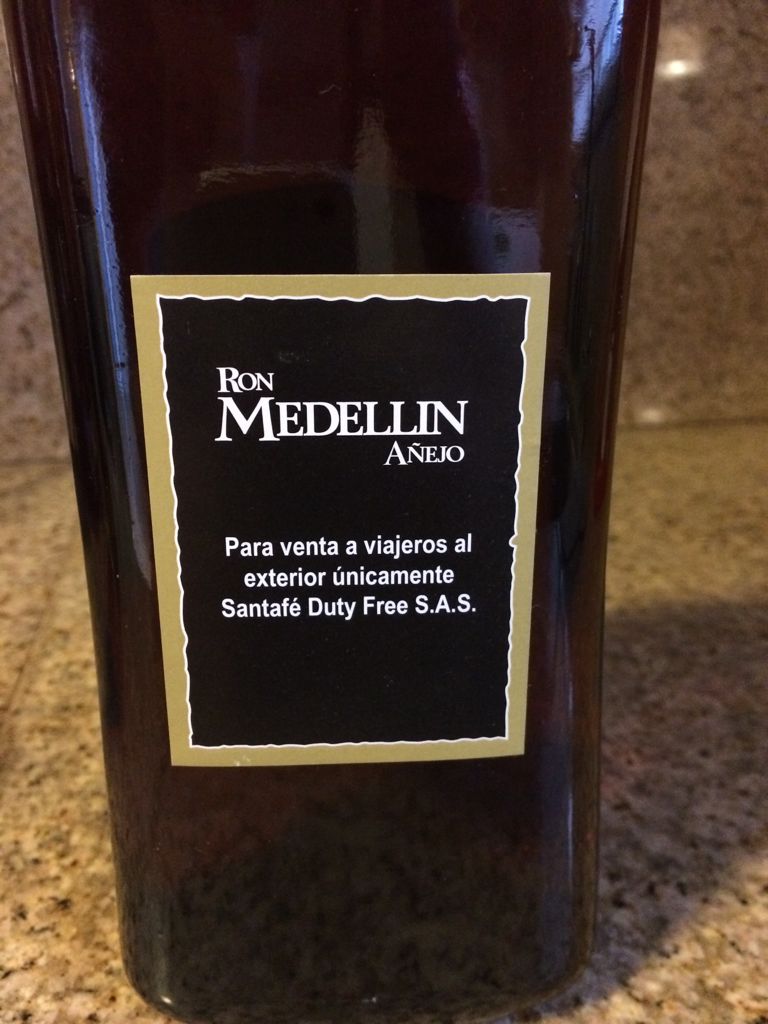 RON
MEDELLIN
AÑEJO
Para venta a viajeros al
exterior únicamente
Santafé Duty Free S.A.S.